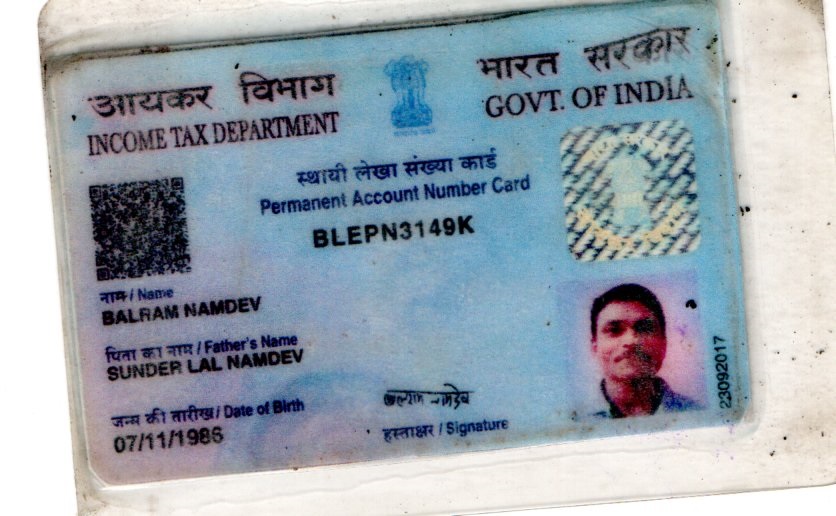 आयकर विभाग
INCOME TAX DEPARTMENT
भारत सरकार
GOVT. OF INDIA
स्थायी लेखा संख्या कार्ड
Permanent Account Number Card
BLEPN3149K
नाम / Name
BALRAM NAMDEV
पिता का नाम / Father's Name
SUNDER LAL NAMDEV
जन्म की तारीख / Date of Birth
07/11/1986
हस्ताक्षर / Signature
23092017